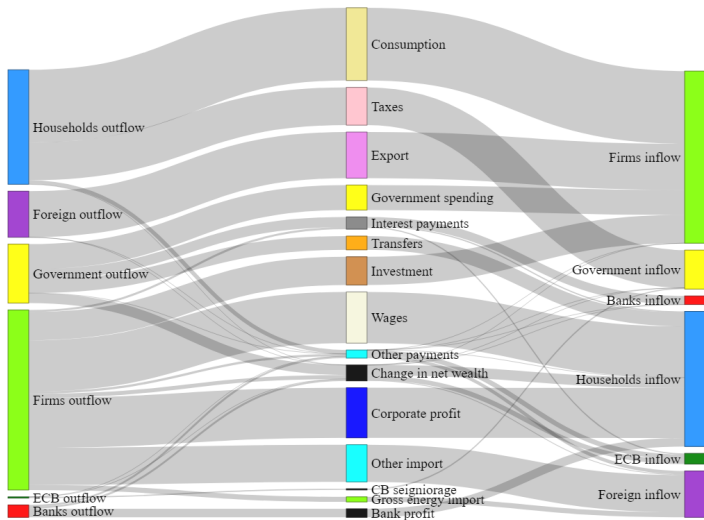 Households outflow
Foreign outflow
Government outflow
Firms outflow
ECB outflow
Banks outflow
Consumption
Taxes
Export
Government spending
Interest payments
Transfers
Investment
Wages
Other payments
Change in net wealth
Corporate profit
Other import
CB seigniorage
Gross energy import
Bank profit
Firms inflow
Government inflow
Banks inflow
Households inflow
ECB inflow
Foreign inflow